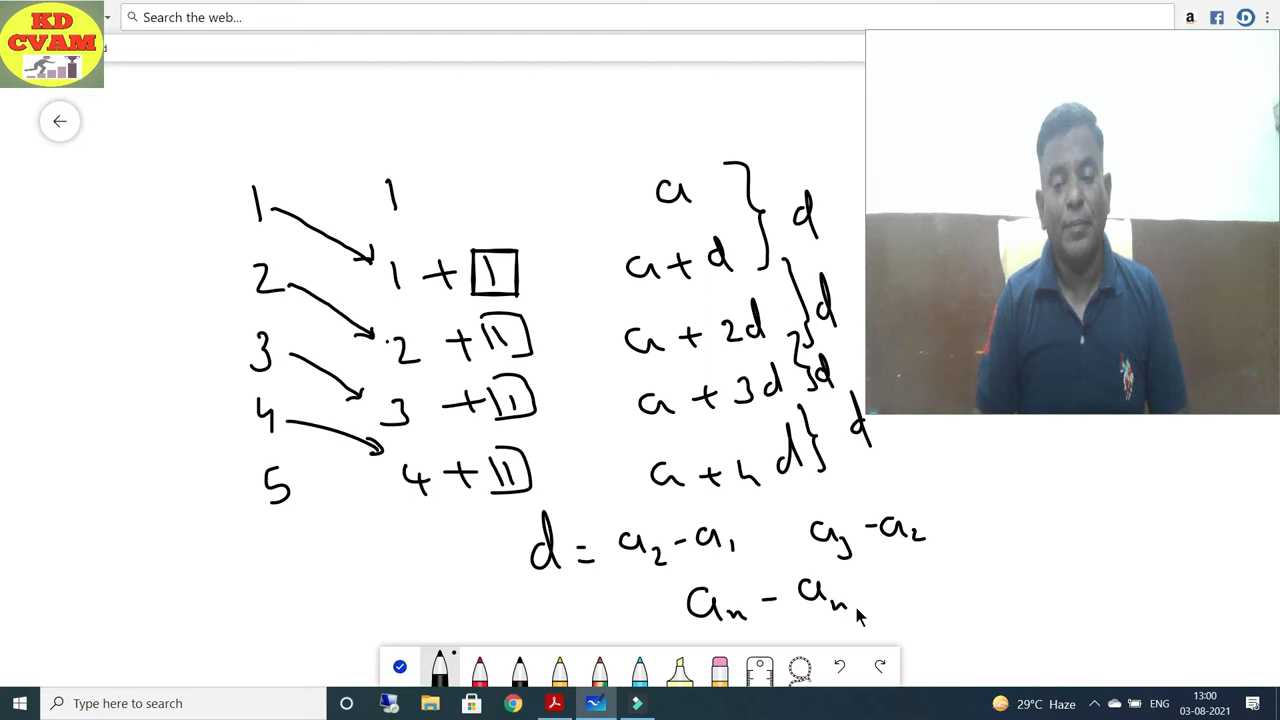 KD
CVAM
Search the web...
1 1 a } d
2 1 + 1 a + d
3 2 + 1 a + 2d } d
4 3 + 1 a + 3d } d
5 4 + 1 a + 4d } d
d = a₂ - a₁ a₃ - a₂
aₙ - aₙ
Type here to search
29°C Haze
ENG
13:00
03-08-2021